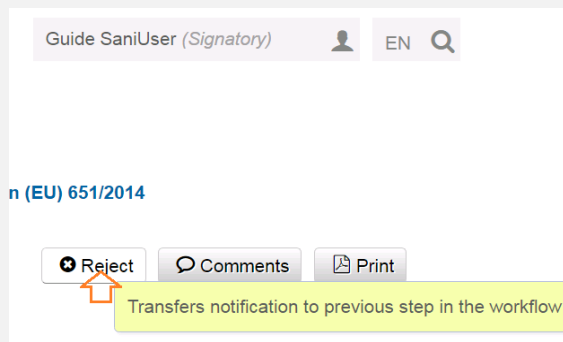 Guide SaniUser (Signatory)
EN
n (EU) 651/2014
Reject
Comments
Print
Transfers notification to previous step in the workflow